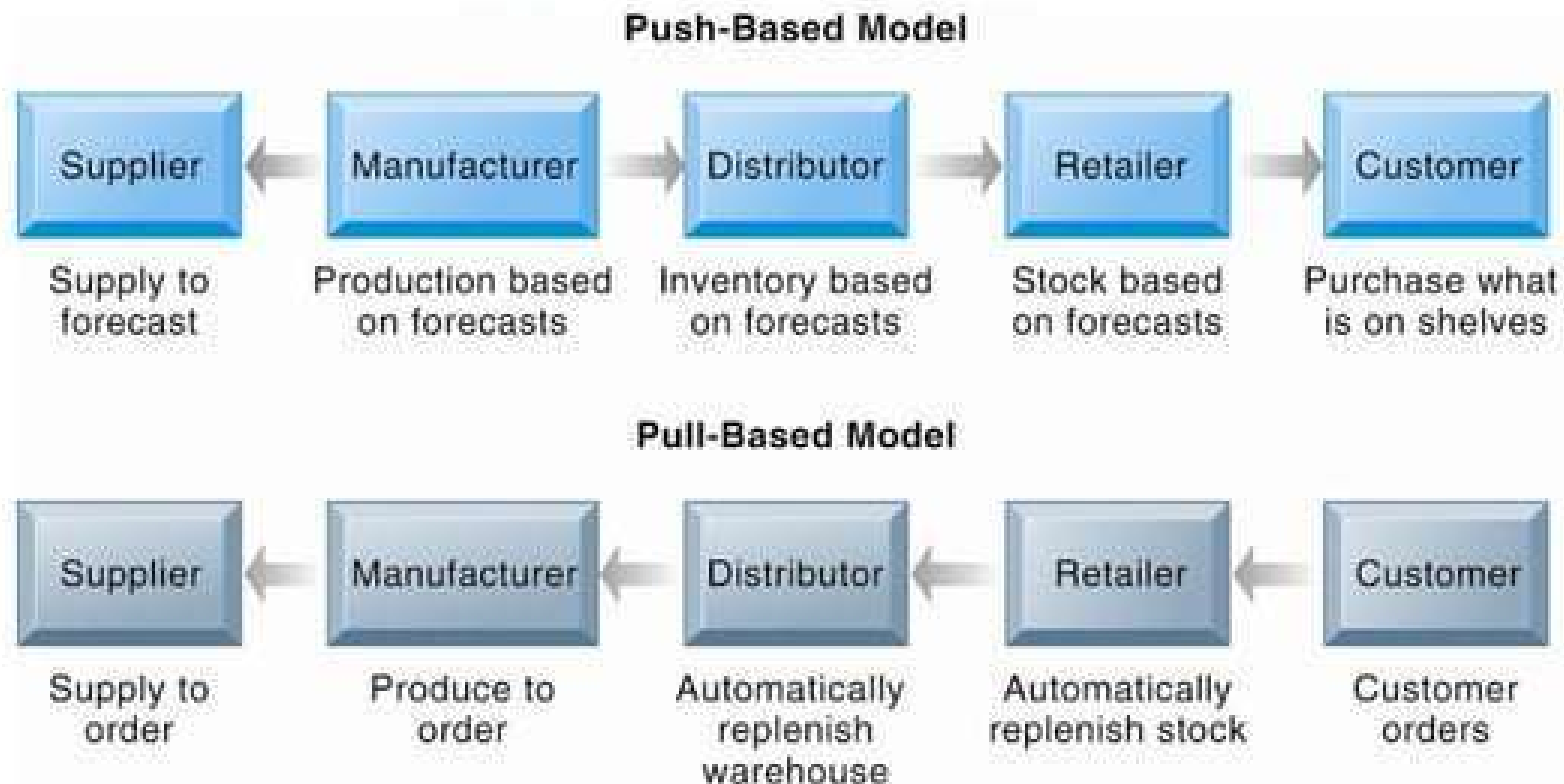 Push-Based Model
Supplier
Manufacturer
Distributor
Retailer
Customer
Supply to
forecast
Production based
on forecasts
Inventory based
on forecasts
Stock based
on forecasts
Purchase what
is on shelves
Pull-Based Model
Supplier
Manufacturer
Distributor
Retailer
Customer
Supply to
order
Produce to
order
Automatically
replenish
warehouse
Automatically
replenish stock
Customer
orders